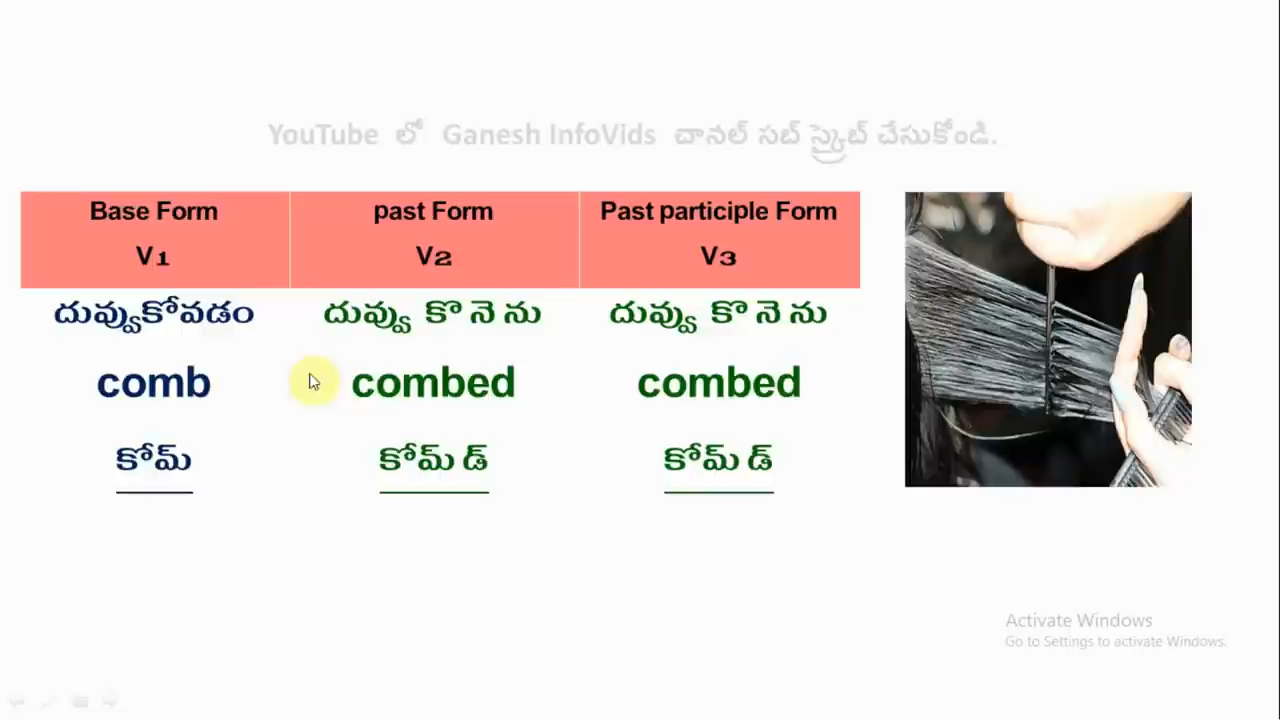 YouTube లో Ganesh InfoVids చానల్ సబ్ స్క్రైబ్ చేసుకోండి.
Base Form past Form Past participle Form
V1 V2 V3
దువ్వుకోవడం దువ్వు కొ నె ను దువ్వు కొ నె ను
comb combed combed
కోమ్ కోమ్ డ్ కోమ్ డ్
Activate Windows
Go to Settings to activate Windows.